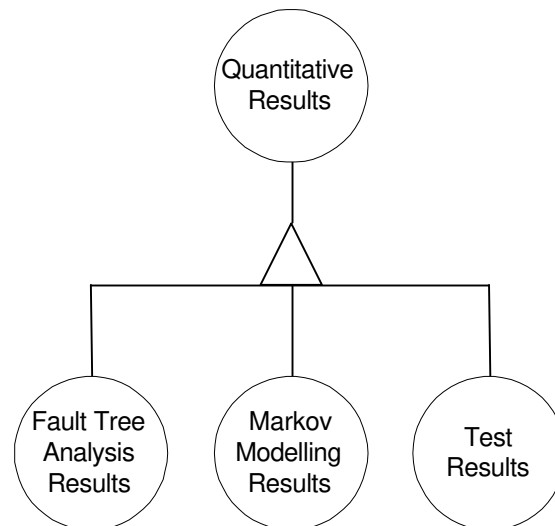 Quantitative
Results
Fault Tree
Analysis
Results
Markov
Modelling
Results
Test
Results